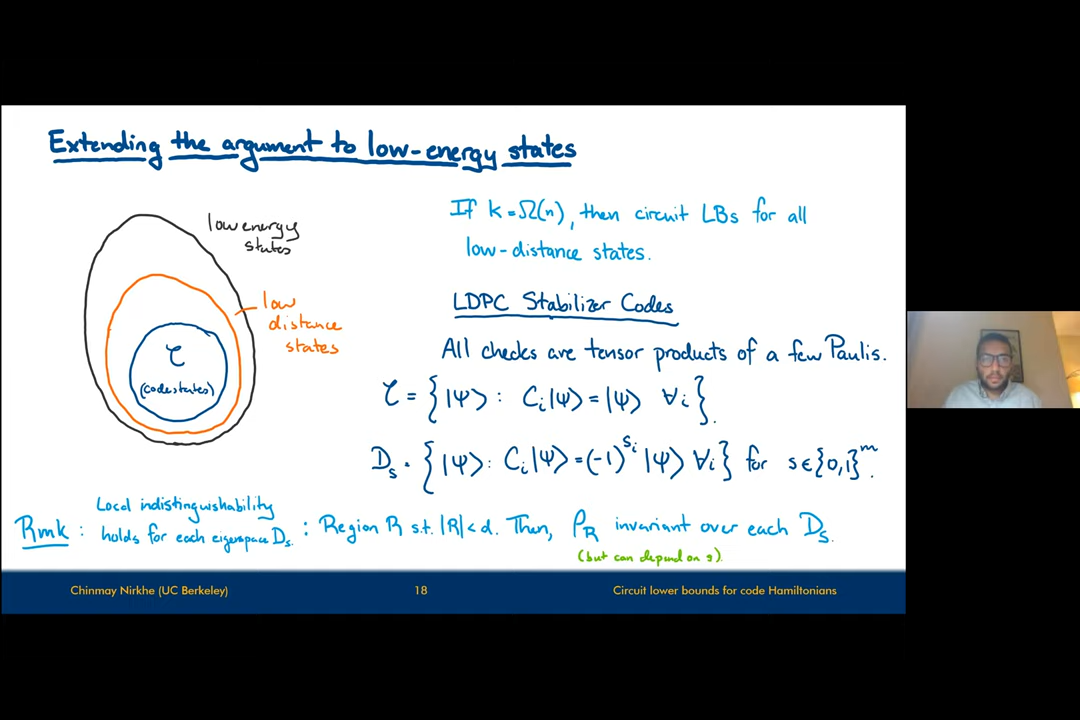 Extending the argument to low-energy states
low energy
states
low
distance
states
C
(codestates)
If k = Ω(n), then circuit LBs for all
low-distance states.
LDPC Stabilizer Codes
All checks are tensor products of a few Paulis.
C = { |Ψ⟩ : C_i |Ψ⟩ = |Ψ⟩ ∀i }.
D_s = { |Ψ⟩ : C_i |Ψ⟩ = (-1)^{s_i} |Ψ⟩ ∀i } for s ∈ {0,1}^m.
Rmk : Local indistinguishability
holds for each eigenspace D_s. : Region R s.t. |R| < d. Then, ρ_R invariant over each D_s.
(but can depend on s).
Chinmay Nirkhe (UC Berkeley) 18 Circuit lower bounds for code Hamiltonians